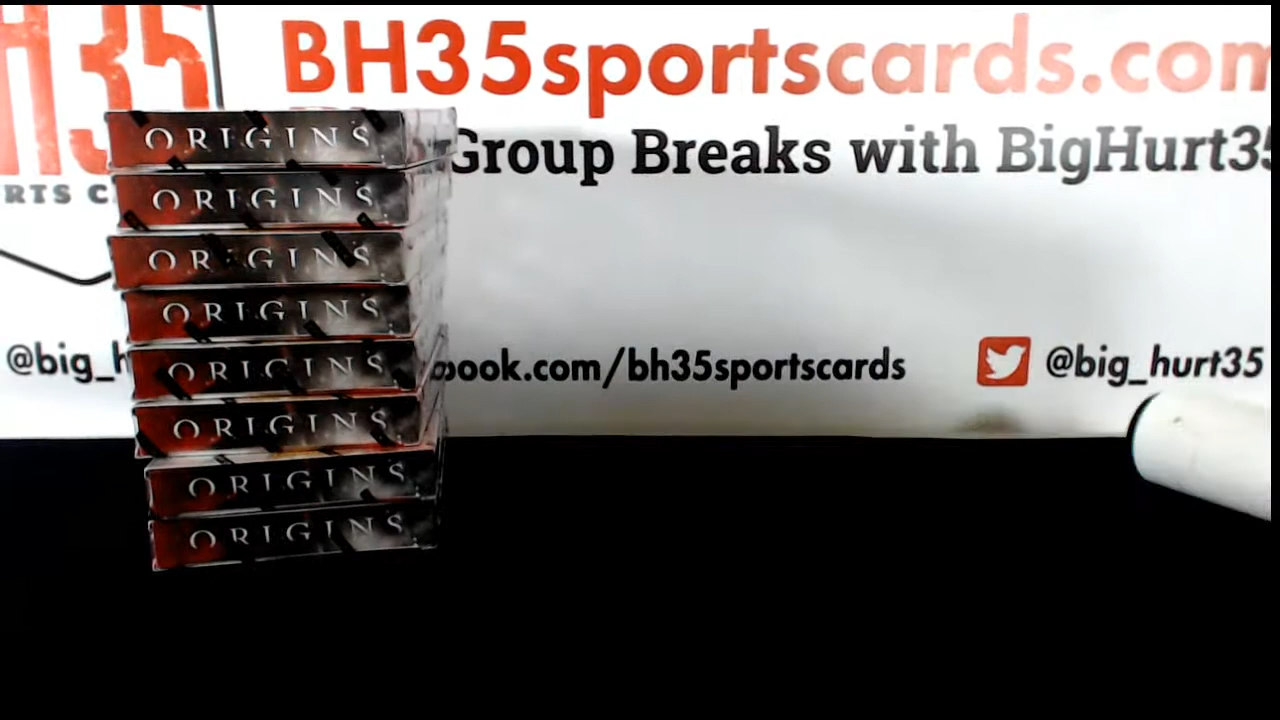 H35
RTS C
BH35sportscards.com
Group Breaks with BigHurt35
@big_h
ook.com/bh35sportscards
@big_hurt35
ORIGINS
ORIGINS
ORIGINS
ORIGINS
ORIGINS
ORIGINS
ORIGINS
ORIGINS